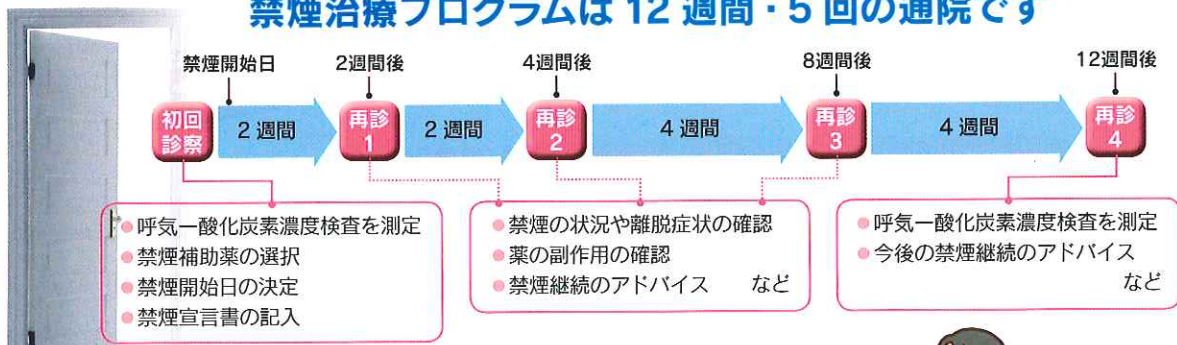 禁煙治療プログラムは 12 週間・5 回の通院です
禁煙開始日
2週間後
4週間後
8週間後
12週間後
初回
診察
2 週間
再診
1
2 週間
再診
2
4 週間
再診
3
4 週間
再診
4
●呼気一酸化炭素濃度検査を測定
●禁煙補助薬の選択
●禁煙開始日の決定
●禁煙宣言書の記入
●禁煙の状況や離脱症状の確認
●薬の副作用の確認
●禁煙継続のアドバイス　など
●呼気一酸化炭素濃度検査を測定
●今後の禁煙継続のアドバイス
など